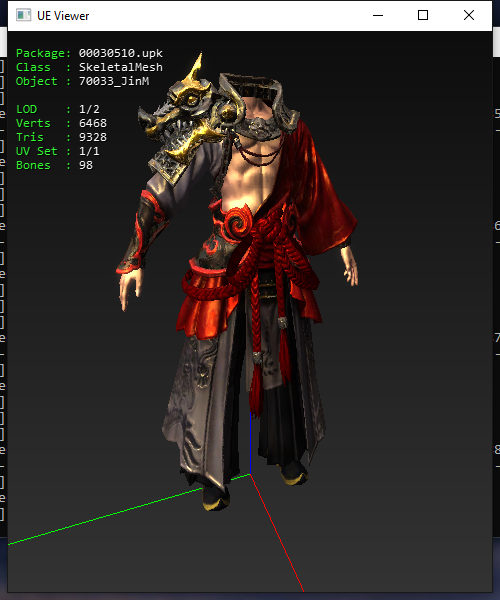 UE Viewer
Package: 00030510.upk
Class  : SkeletalMesh
Object : 70033_JinM
LOD    : 1/2
Verts  : 6468
Tris   : 9328
UV Set : 1/1
Bones  : 98